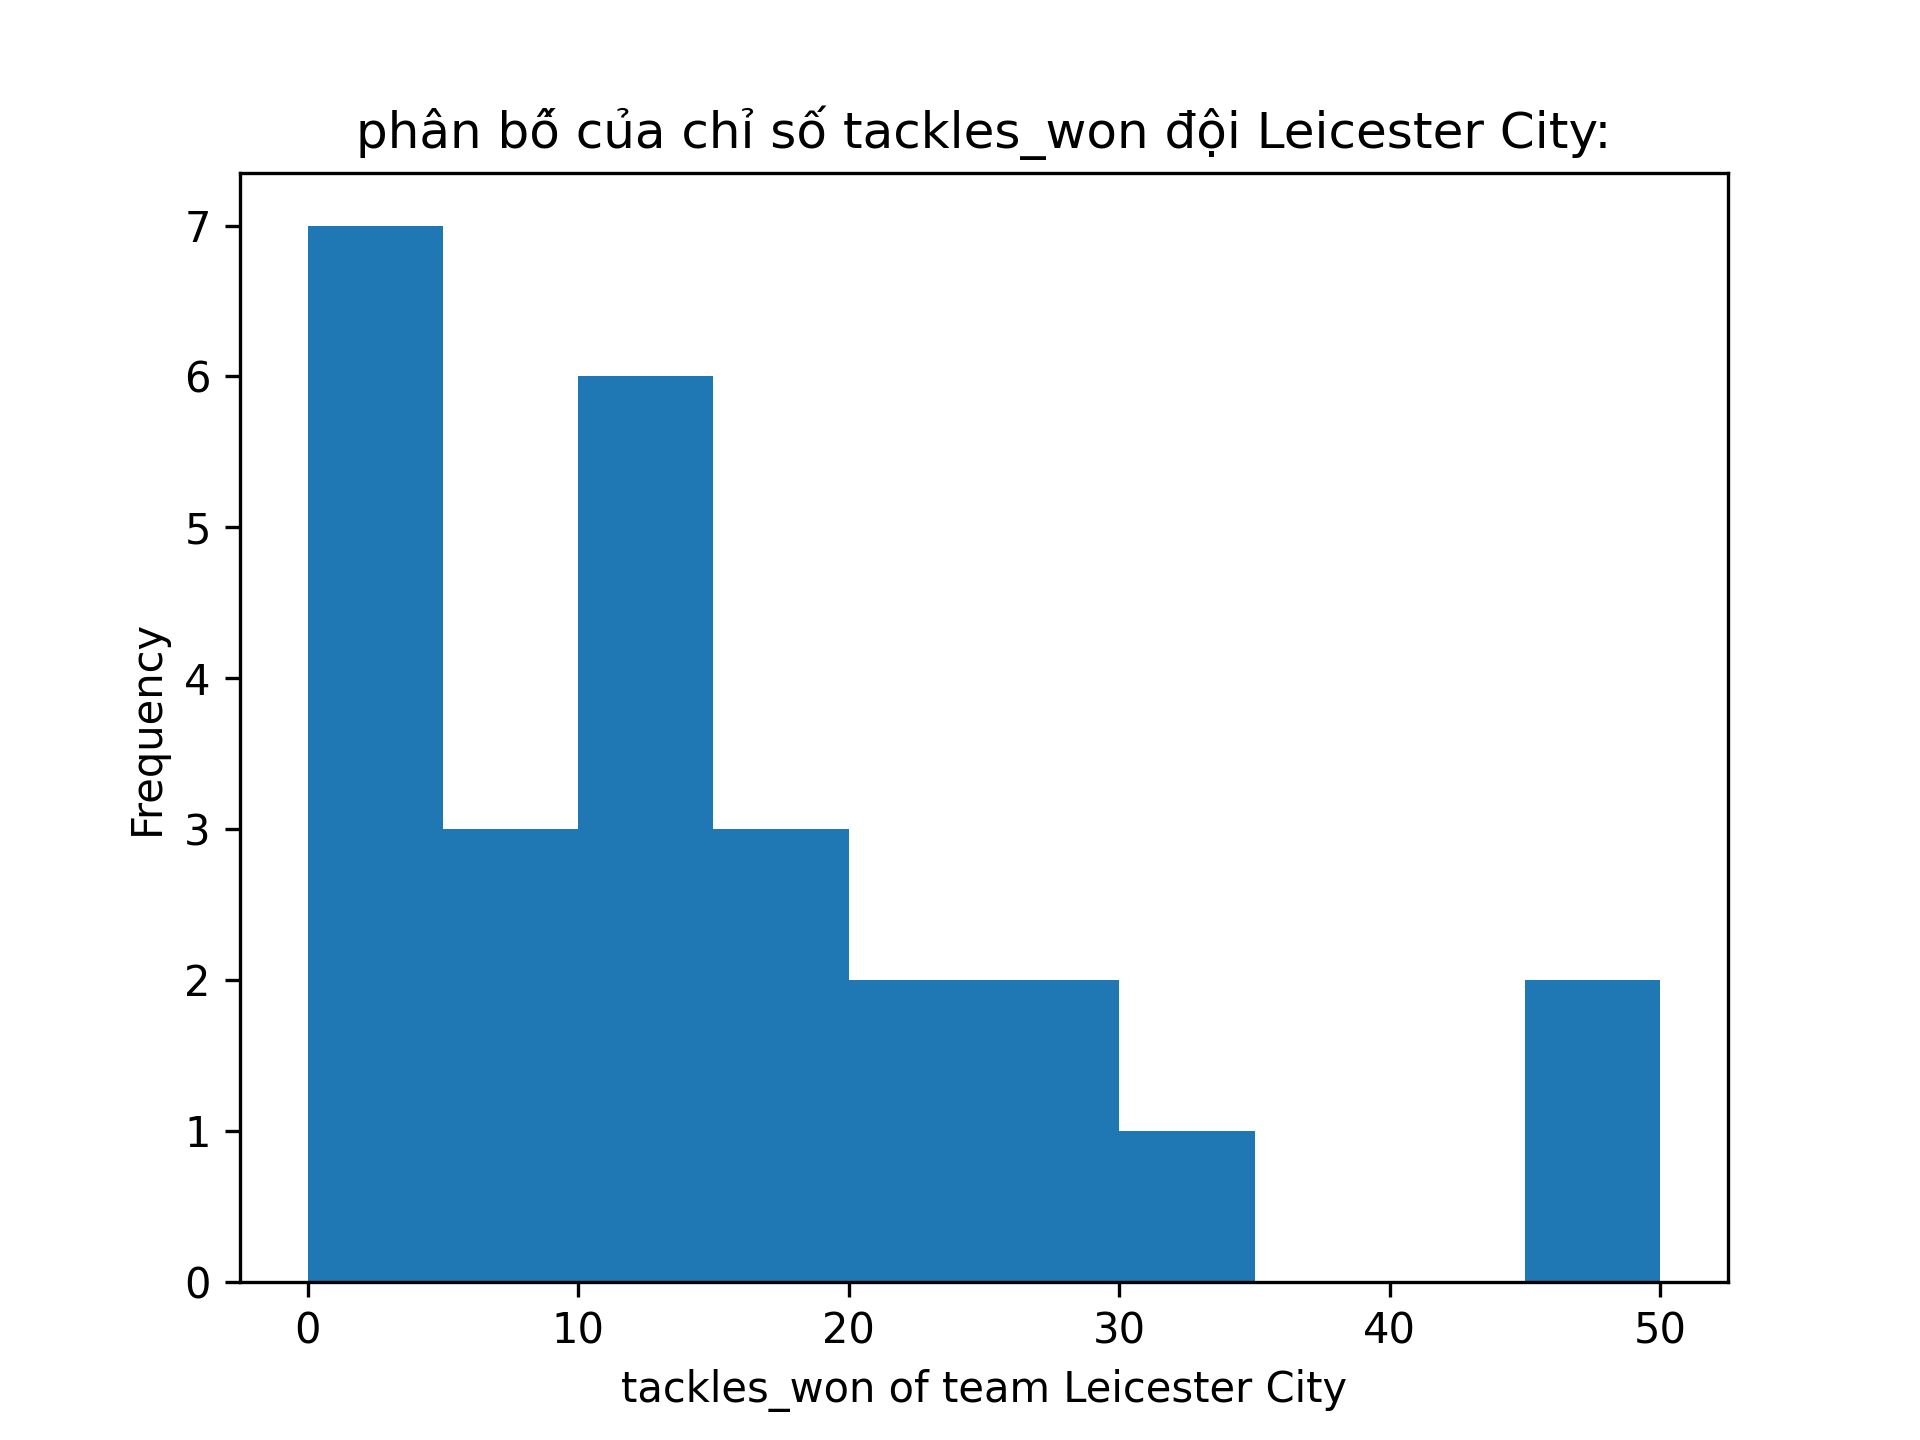 phân bố của chỉ số tackles_won đội Leicester City:
7
6
5
4
3
2
1
0
Frequency
0 10 20 30 40 50
tackles_won of team Leicester City